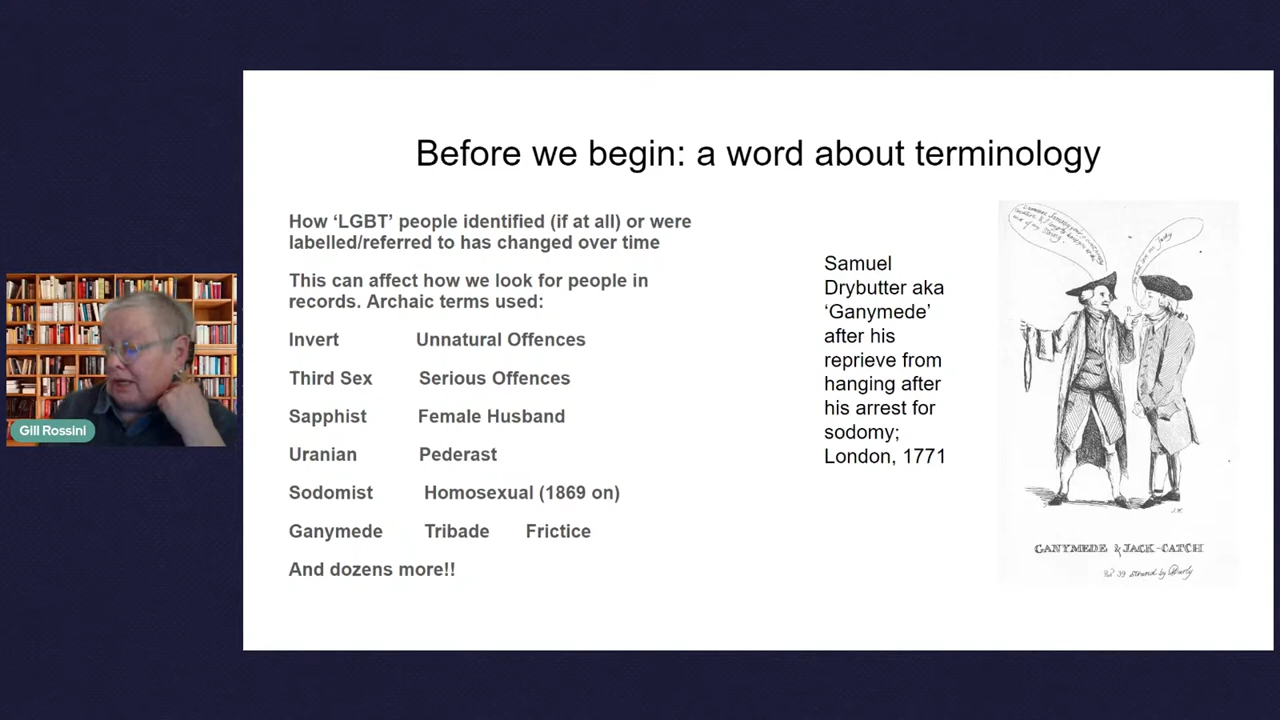 Before we begin: a word about terminology
How ‘LGBT’ people identified (if at all) or were
labelled/referred to has changed over time
This can affect how we look for people in
records. Archaic terms used:
Invert Unnatural Offences
Third Sex Serious Offences
Sapphist Female Husband
Uranian Pederast
Sodomist Homosexual (1869 on)
Ganymede Tribade Frictice
And dozens more!!
Samuel
Drybutter aka
‘Ganymede’
after his
reprieve from
hanging after
his arrest for
sodomy;
London, 1771
GANYMEDE & JACK-CATCH
39 Strand by
Gill Rossini